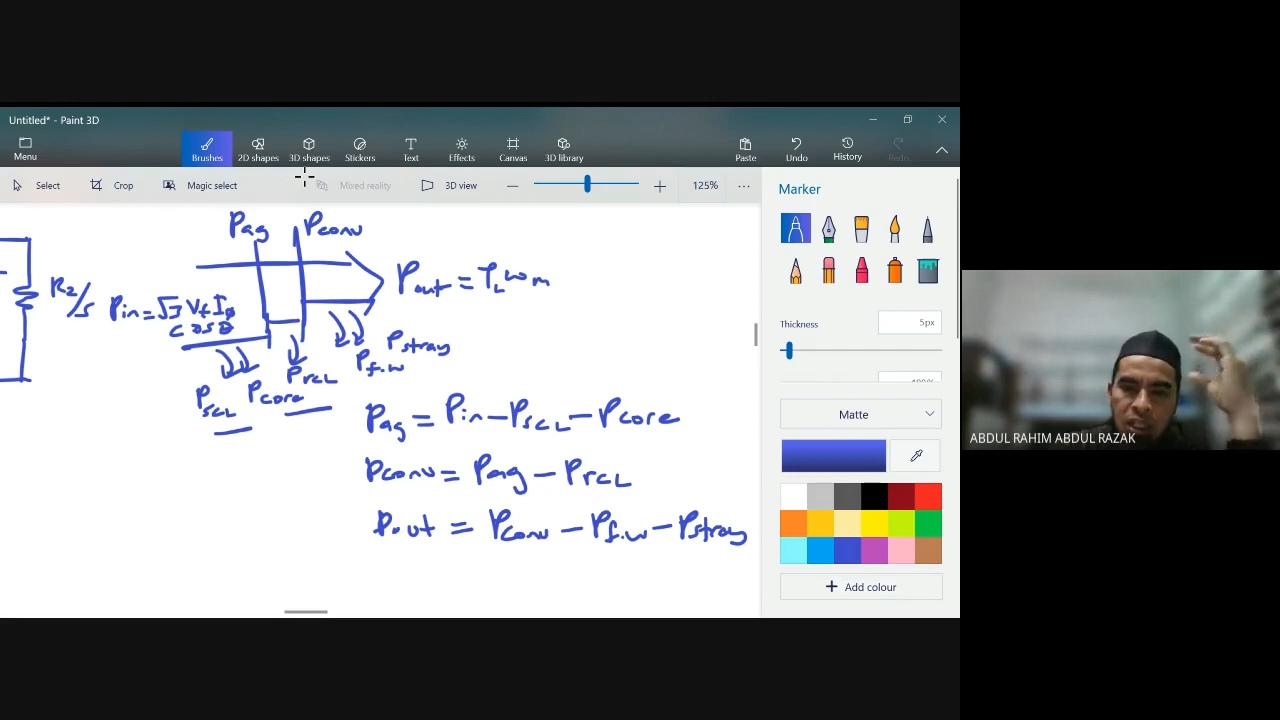 Untitled* - Paint 3D
Menu
Brushes
2D shapes
3D shapes
Stickers
Text
Effects
Canvas
3D library
Paste
Undo
History
Redo
Select
Crop
Magic select
Mixed reality
3D view
125%
Marker
Thickness
5px
Matte
Add colour
Pag
Pconv
R2/s
Pin = √3 VT Iφ
cos θ
Pout = TL ωm
Pstray
Pf.w
PRCL
Pcore
PSCL
Pag = Pin - PSCL - Pcore
Pconv = Pag - PRCL
Pout = Pconv - Pf.w - Pstray
ABDUL RAHIM ABDUL RAZAK